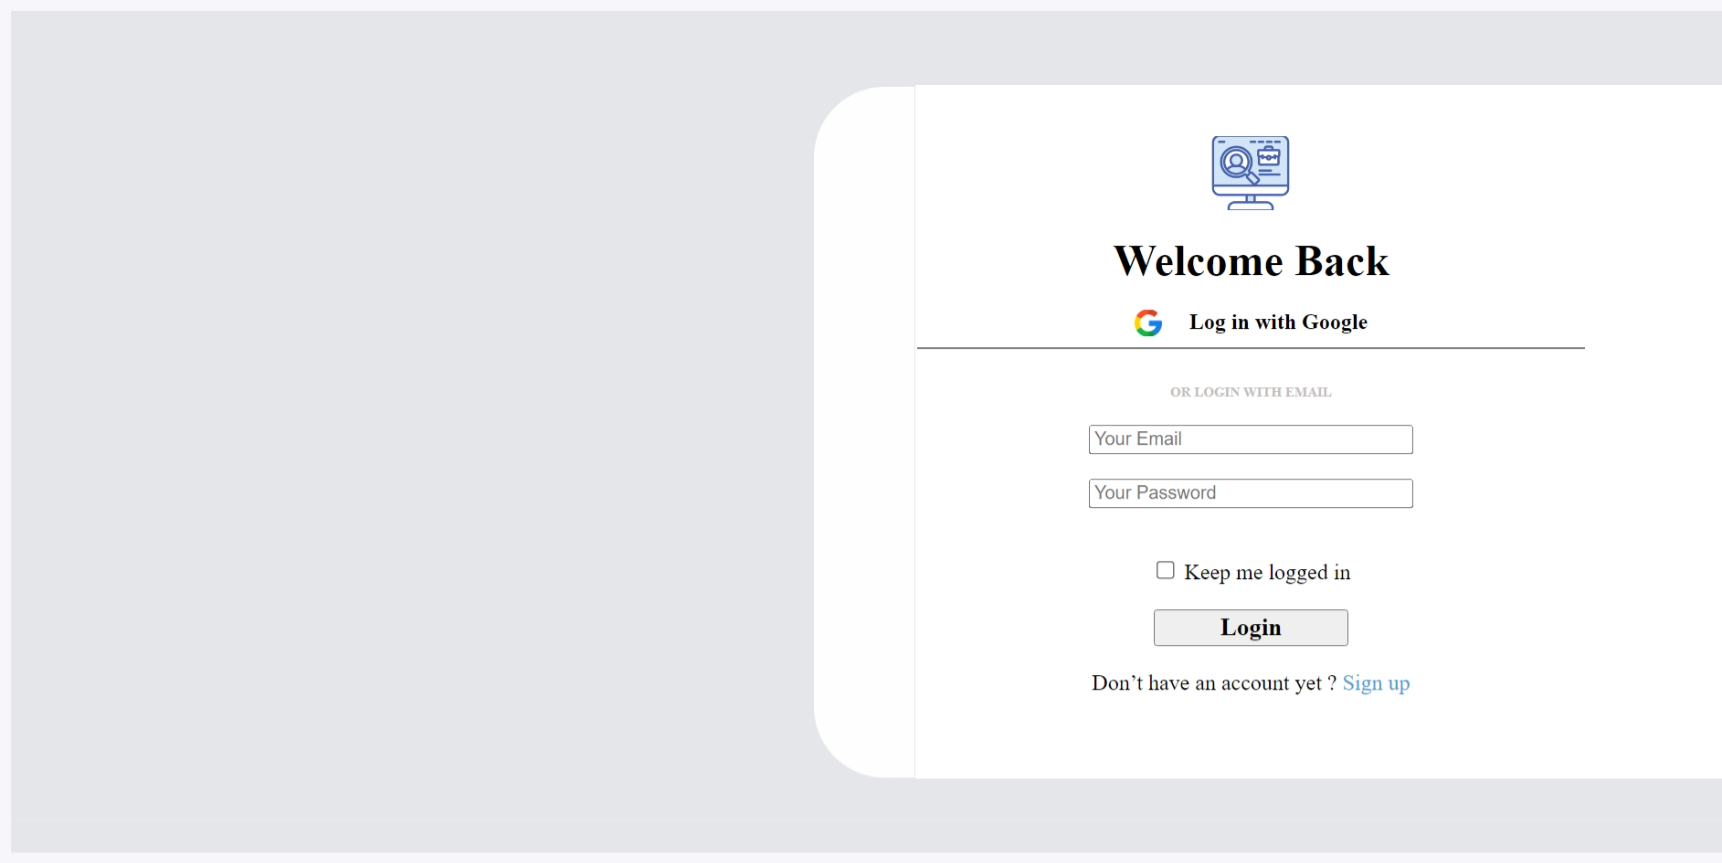 Welcome Back
Log in with Google
OR LOGIN WITH EMAIL
Your Email
Your Password
Keep me logged in
Login
Don’t have an account yet ? Sign up